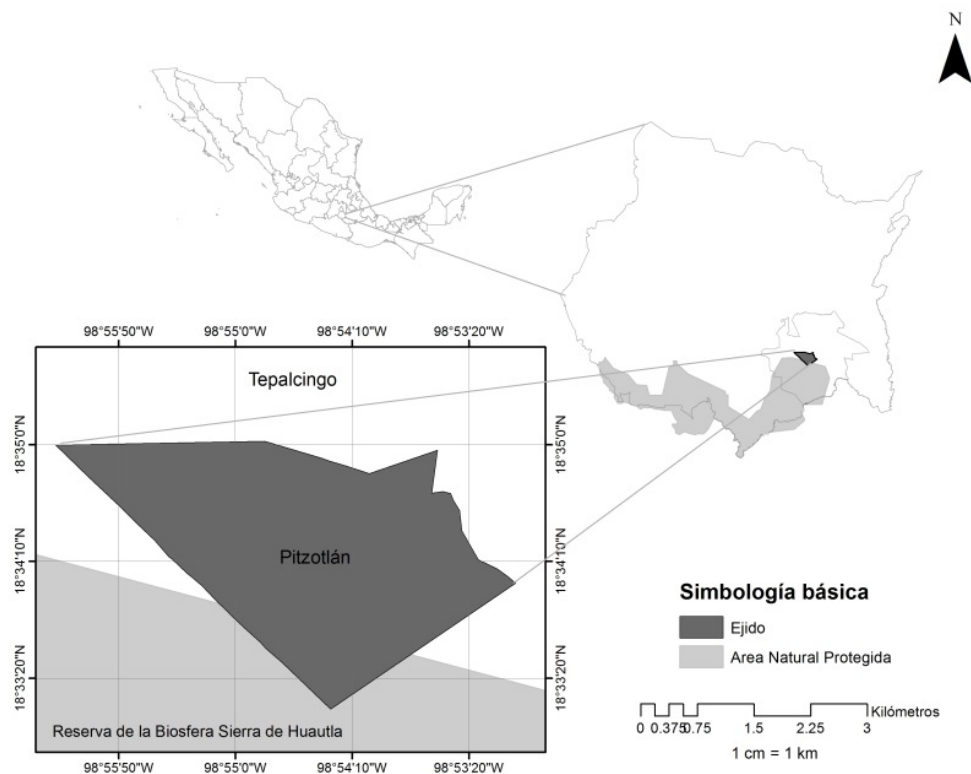 N
98°55'50"W 98°55'0"W 98°54'10"W 98°53'20"W
Tepalcingo
18°35'0"N 18°35'0"N
Pitzotlán
18°34'10"N 18°34'10"N
18°33'20"N 18°33'20"N
Reserva de la Biosfera Sierra de Huautla
98°55'50"W 98°55'0"W 98°54'10"W 98°53'20"W
Simbología básica
Ejido
Area Natural Protegida
Kilómetros
0 0.375 0.75 1.5 2.25 3
1 cm = 1 km